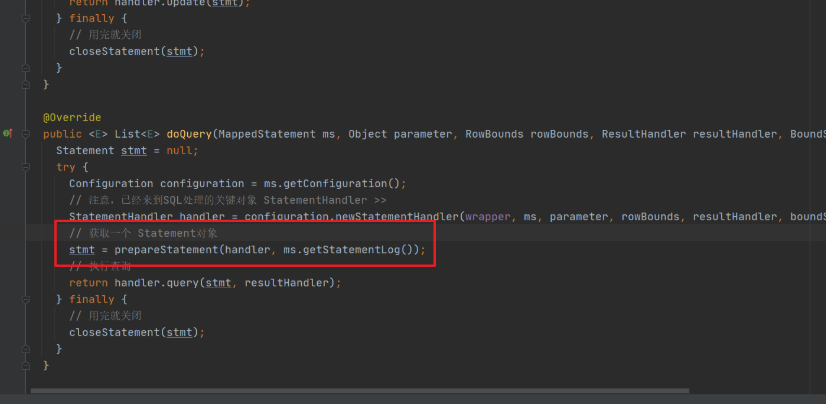 return handler.update(stmt);
} finally {
// 用完就关闭
closeStatement(stmt);
}
}
@Override
public <E> List<E> doQuery(MappedStatement ms, Object parameter, RowBounds rowBounds, ResultHandler resultHandler, BoundS
Statement stmt = null;
try {
Configuration configuration = ms.getConfiguration();
// 注意，已经来到SQL处理的关键对象 StatementHandler >>
StatementHandler handler = configuration.newStatementHandler(wrapper, ms, parameter, rowBounds, resultHandler, boundS
// 获取一个 Statement对象
stmt = prepareStatement(handler, ms.getStatementLog());
// 执行查询
return handler.query(stmt, resultHandler);
} finally {
// 用完就关闭
closeStatement(stmt);
}
}